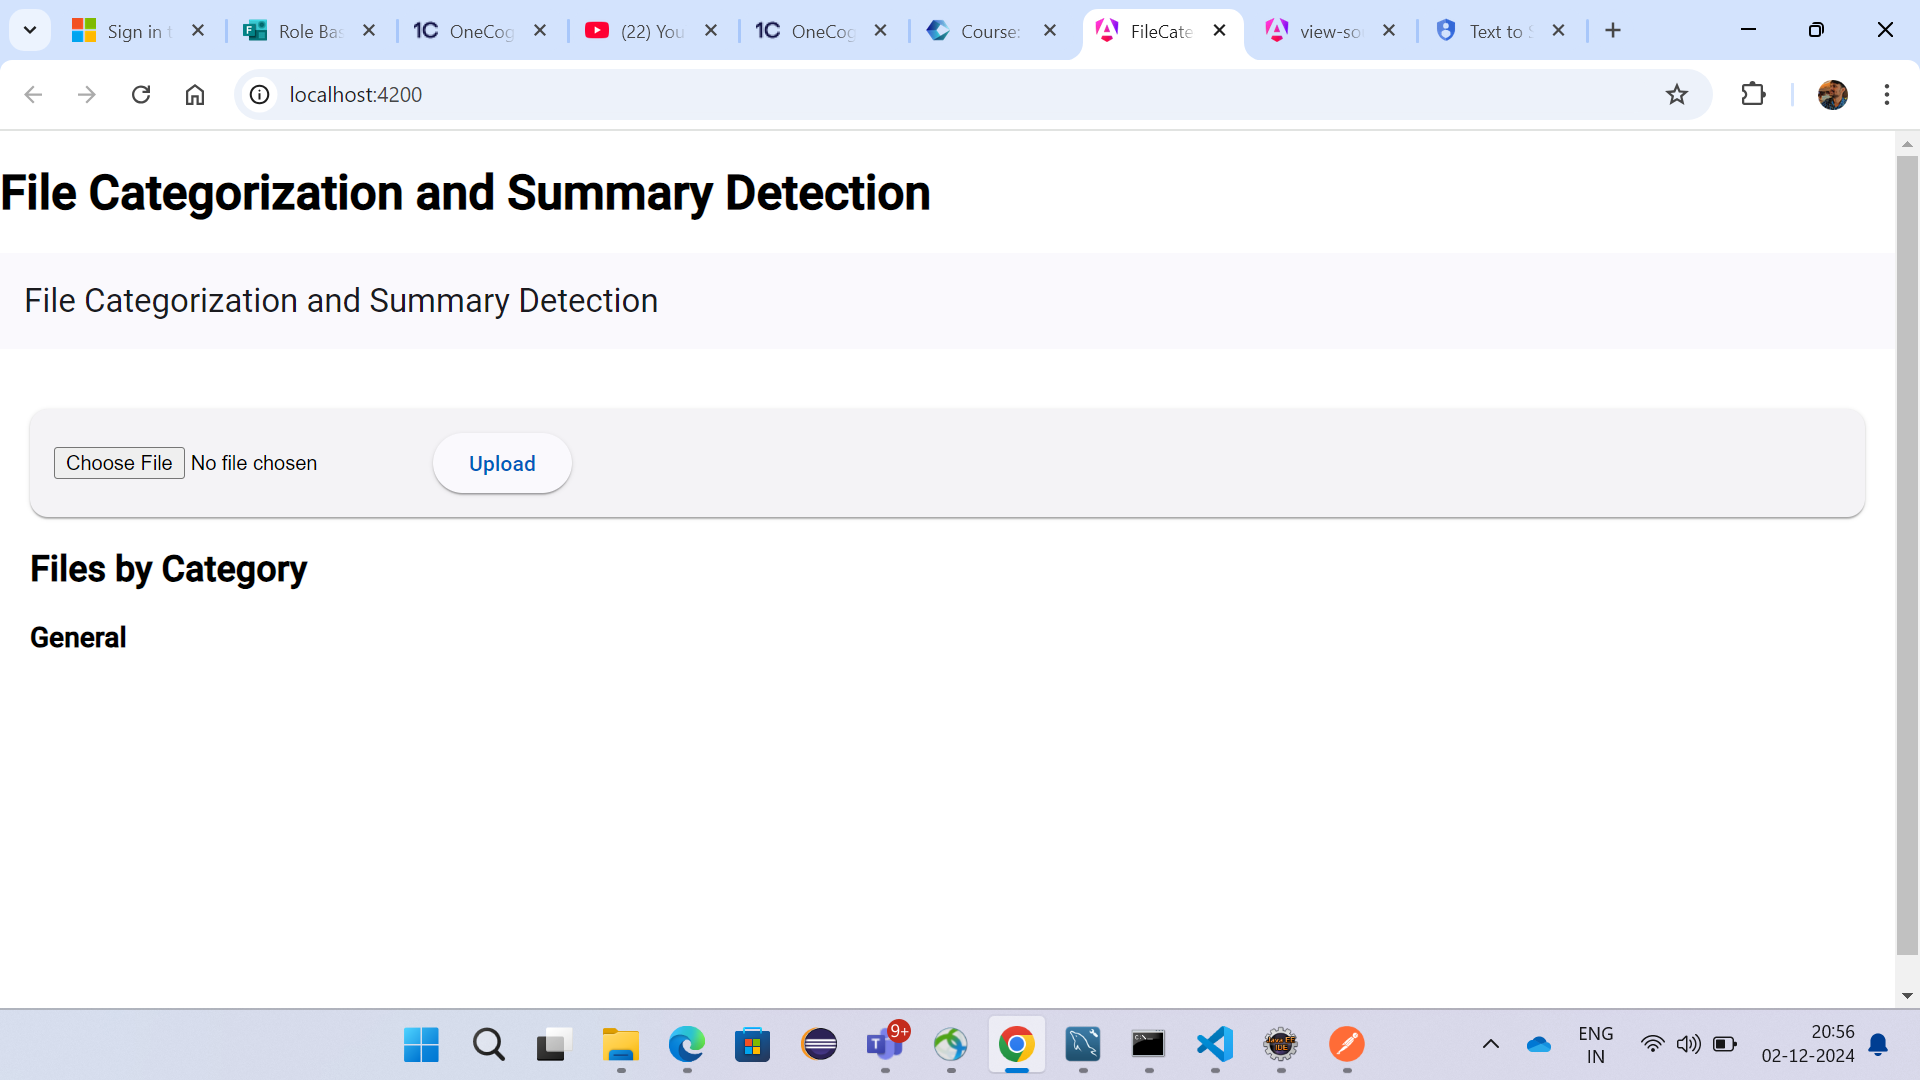 Sign in t
Role Bas
1C OneCog
(22) You
1C OneCog
Course:
FileCate
view-sou
Text to S
localhost:4200
File Categorization and Summary Detection
File Categorization and Summary Detection
Choose File No file chosen Upload
Files by Category
General
9+
ENG
IN
20:56
02-12-2024